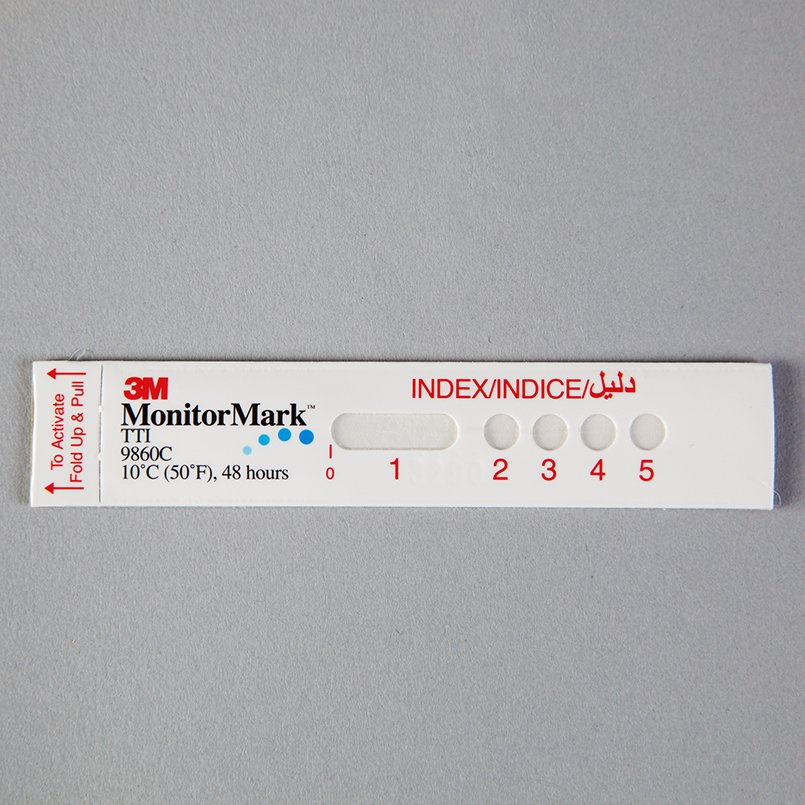 To Activate
Fold Up & Pull
3M
MonitorMark™
TTI
9860C
10˚C (50˚F), 48 hours
INDEX/INDICE/دليل
0 1 2 3 4 5